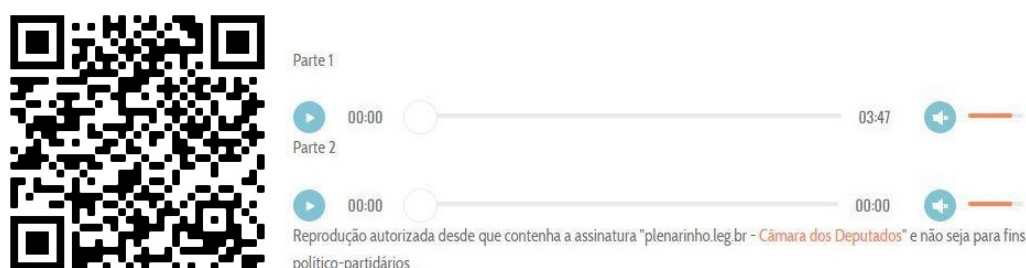 Parte 1
00:00 03:47
Parte 2
00:00 00:00
Reprodução autorizada desde que contenha a assinatura "plenarinho.leg.br - Câmara dos Deputados" e não seja para fins
político-partidários